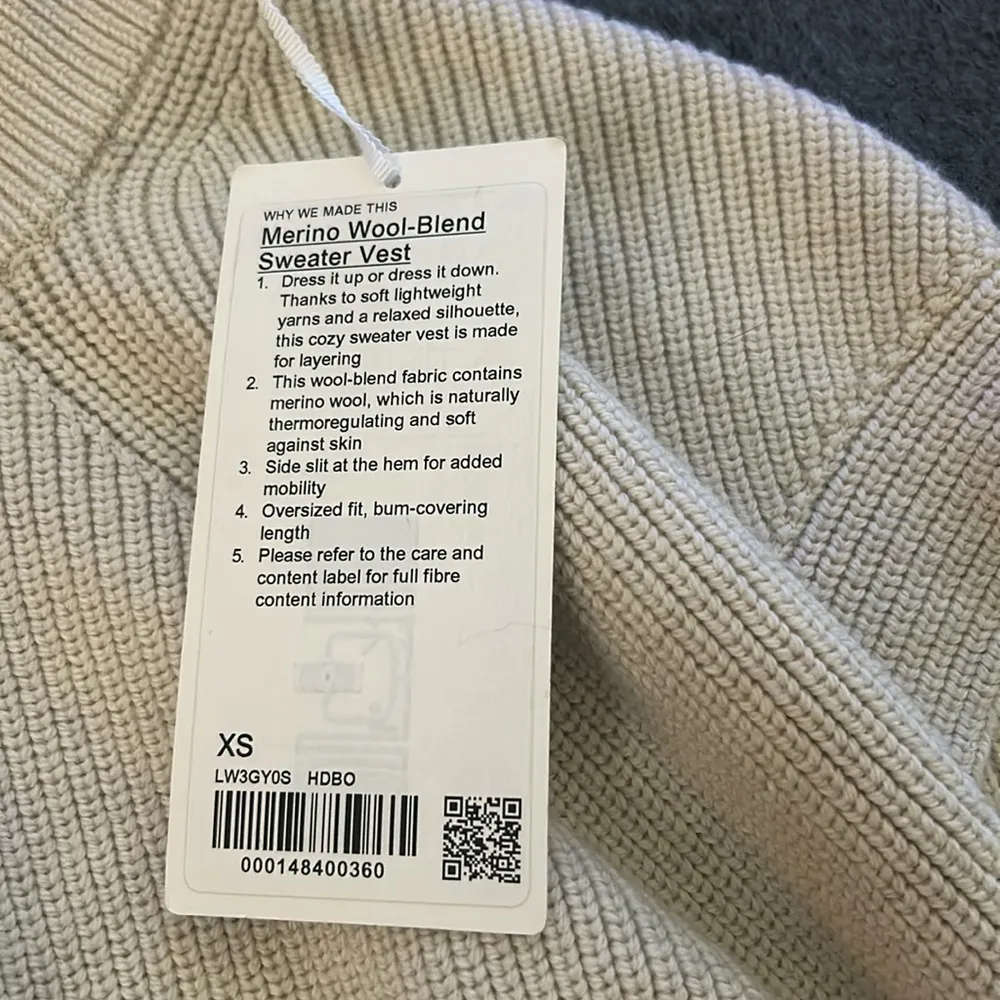 WHY WE MADE THIS
Merino Wool-Blend
Sweater Vest
1. Dress it up or dress it down.
Thanks to soft lightweight
yarns and a relaxed silhouette,
this cozy sweater vest is made
for layering
2. This wool-blend fabric contains
merino wool, which is naturally
thermoregulating and soft
against skin
3. Side slit at the hem for added
mobility
4. Oversized fit, bum-covering
length
5. Please refer to the care and
content label for full fibre
content information
XS
LW3GY0S HDBO
000148400360